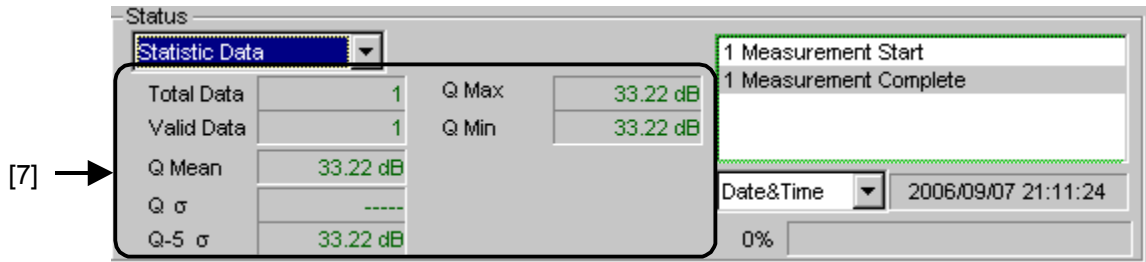 Status
Statistic Data
Total Data 1 Q Max 33.22 dB
Valid Data 1 Q Min 33.22 dB
Q Mean 33.22 dB
Q σ -----
Q-5 σ 33.22 dB
1 Measurement Start
1 Measurement Complete
Date&Time 2006/09/07 21:11:24
0%
[7]